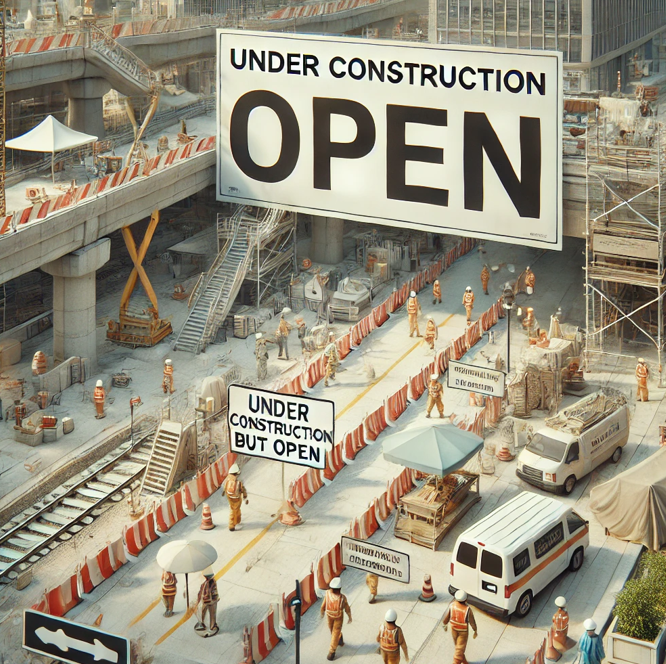 UNDER CONSTRUCTION
OPEN
UNDER
CONSTRUCTION
BUT OPEN